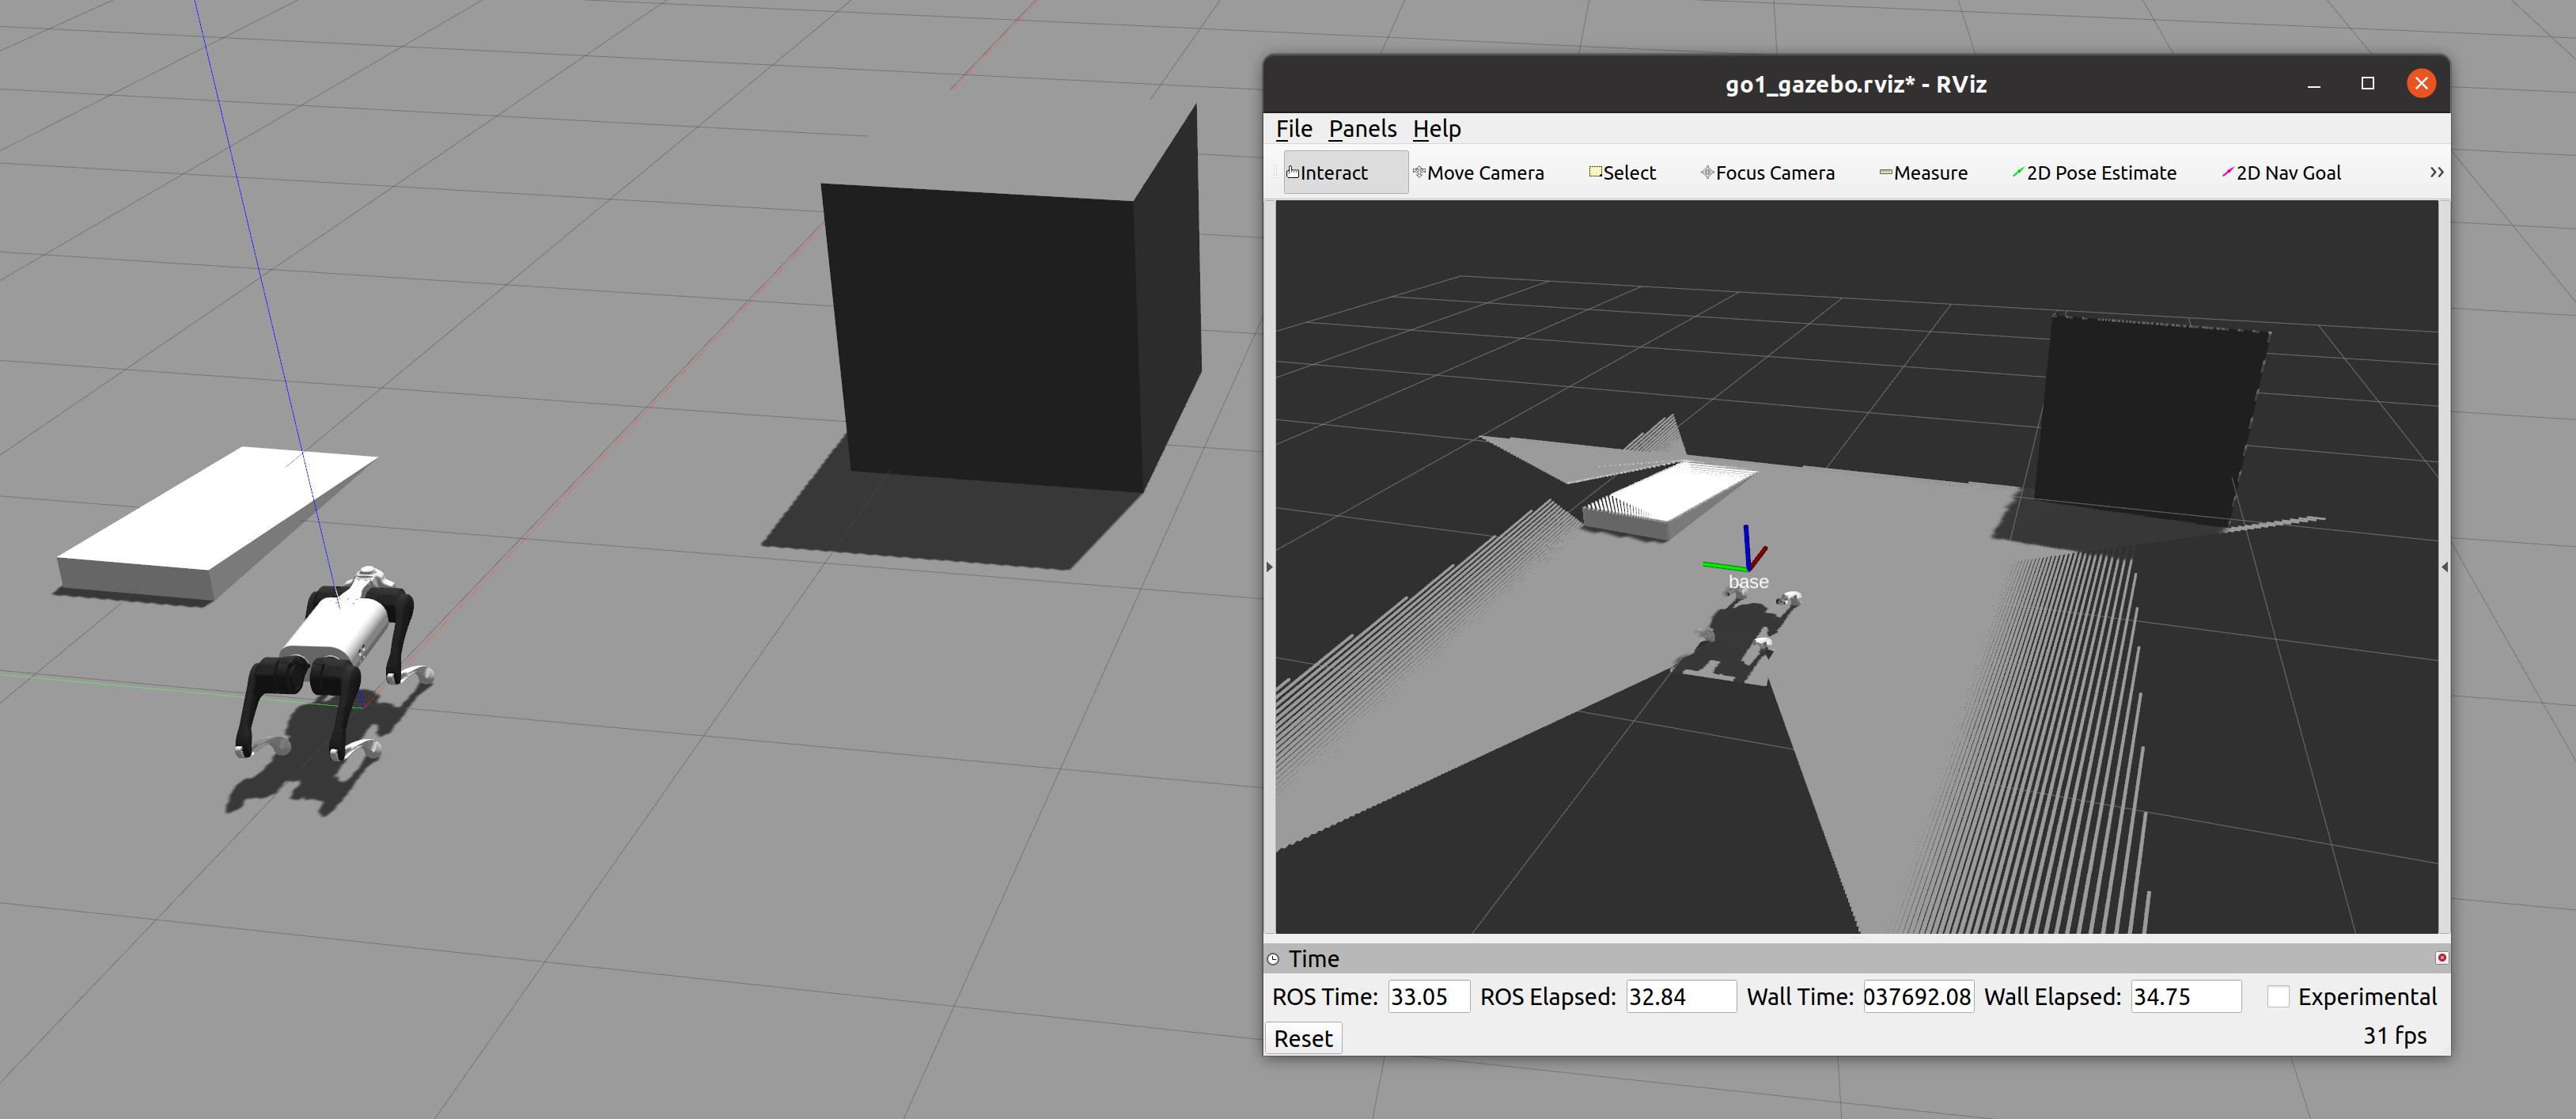 go1_gazebo.rviz* - RViz
File Panels Help
Interact Move Camera Select Focus Camera Measure 2D Pose Estimate 2D Nav Goal
base
Time
ROS Time: 33.05 ROS Elapsed: 32.84 Wall Time: 037692.08 Wall Elapsed: 34.75 Experimental
Reset 31 fps